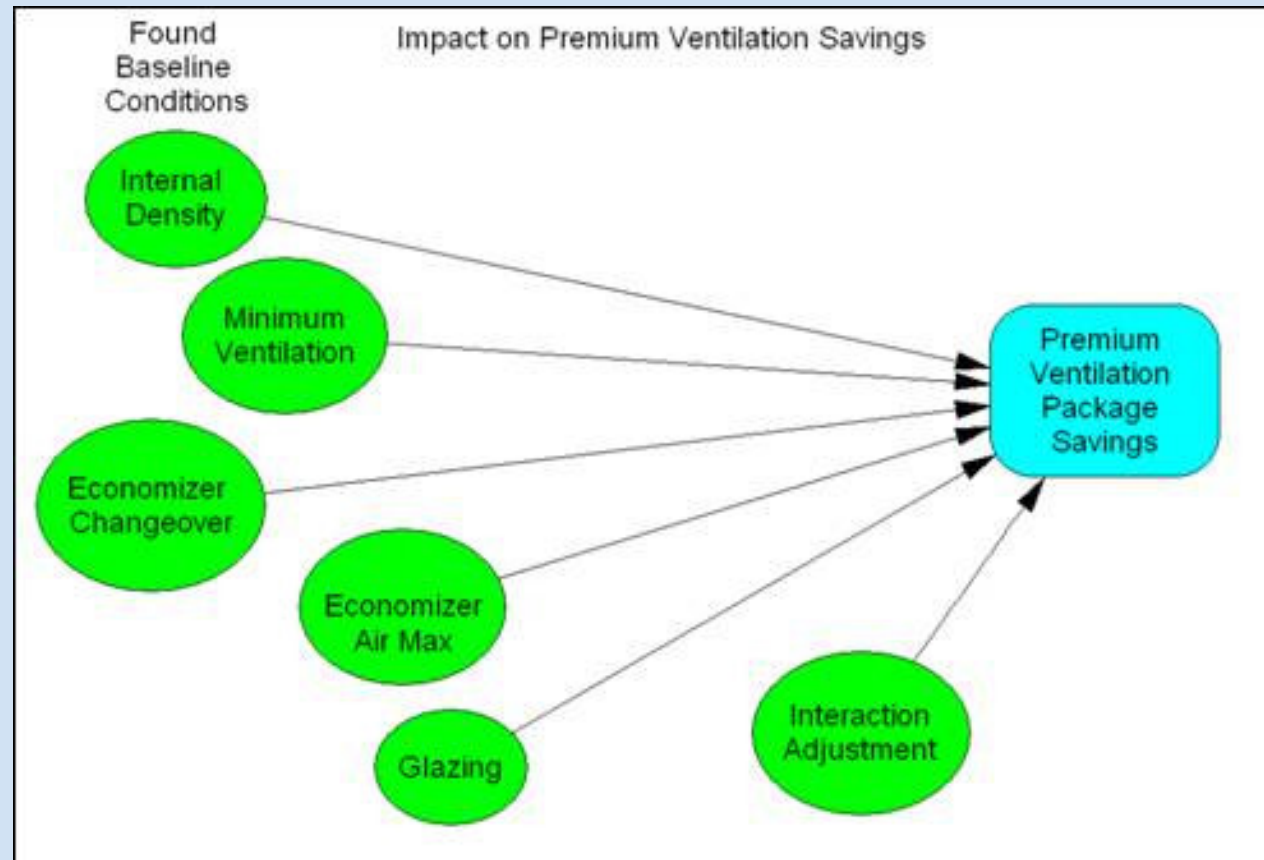 Found
Baseline
Conditions
Impact on Premium Ventilation Savings
Internal
Density
Minimum
Ventilation
Economizer
Changeover
Economizer
Air Max
Glazing
Interaction
Adjustment
Premium
Ventilation
Package
Savings